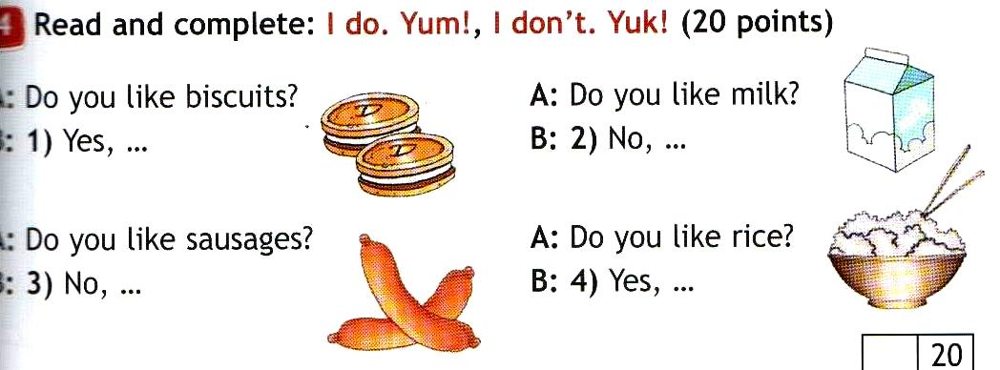 4 Read and complete: I do. Yum!, I don't. Yuk! (20 points)
A: Do you like biscuits?
B: 1) Yes, ...
A: Do you like milk?
B: 2) No, ...
A: Do you like sausages?
B: 3) No, ...
A: Do you like rice?
B: 4) Yes, ...
20